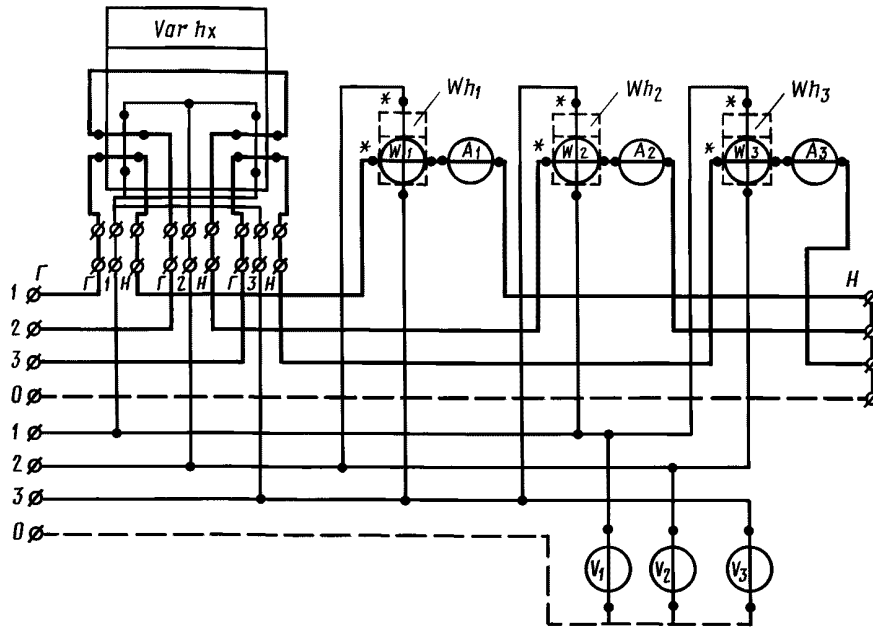 Var hx
* Wh1
* Wh2
* Wh3
* W1 A1
* W2 A2
* W3 A3
Г
Г 1 Н Г 2 Н Г 3 Н
Н
1
2
3
0
1
2
3
0
V1 V2 V3